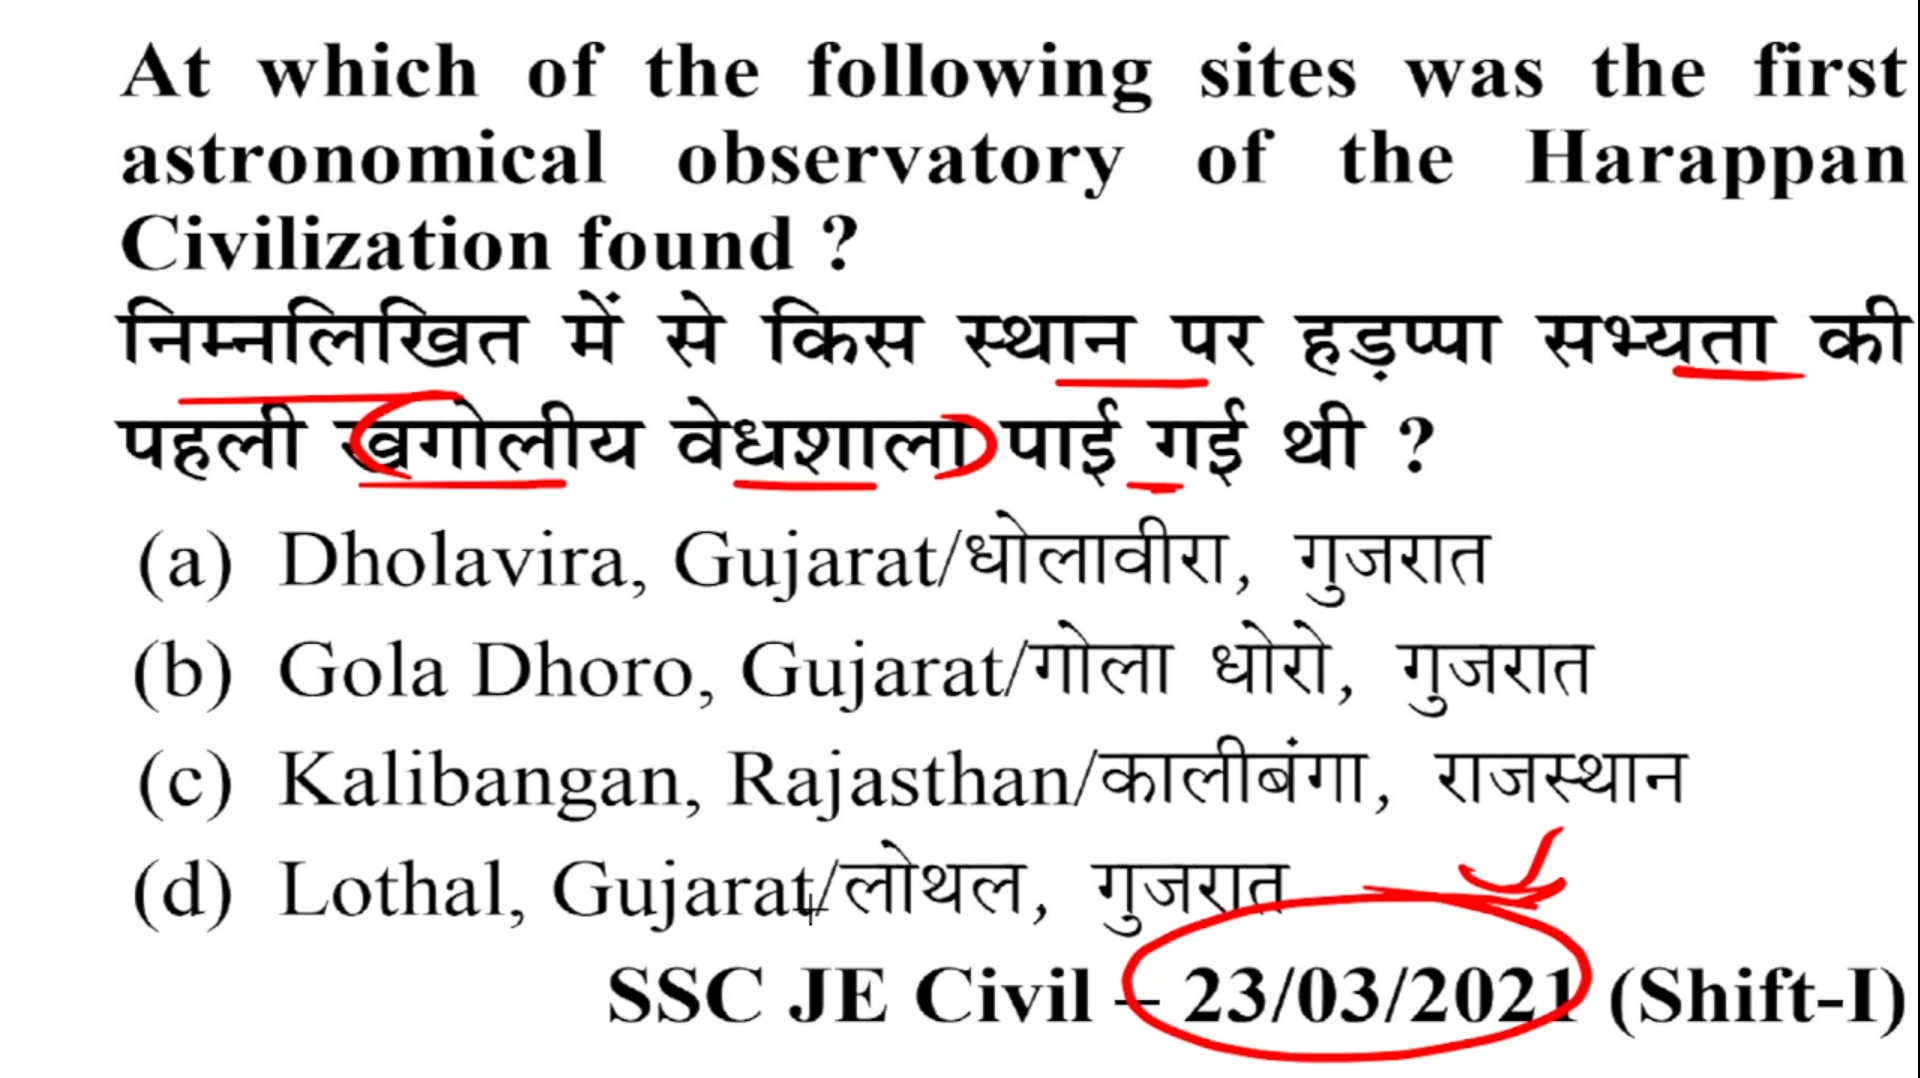 At which of the following sites was the first
astronomical observatory of the Harappan
Civilization found ?
निम्नलिखित में से किस स्थान पर हड़प्पा सभ्यता की
पहली खगोलीय वेधशाला पाई गई थी ?
(a) Dholavira, Gujarat/धोलावीरा, गुजरात
(b) Gola Dhoro, Gujarat/गोला धोरो, गुजरात
(c) Kalibangan, Rajasthan/कालीबंगा, राजस्थान
(d) Lothal, Gujarat/लोथल, गुजरात
SSC JE Civil – 23/03/2021 (Shift-I)